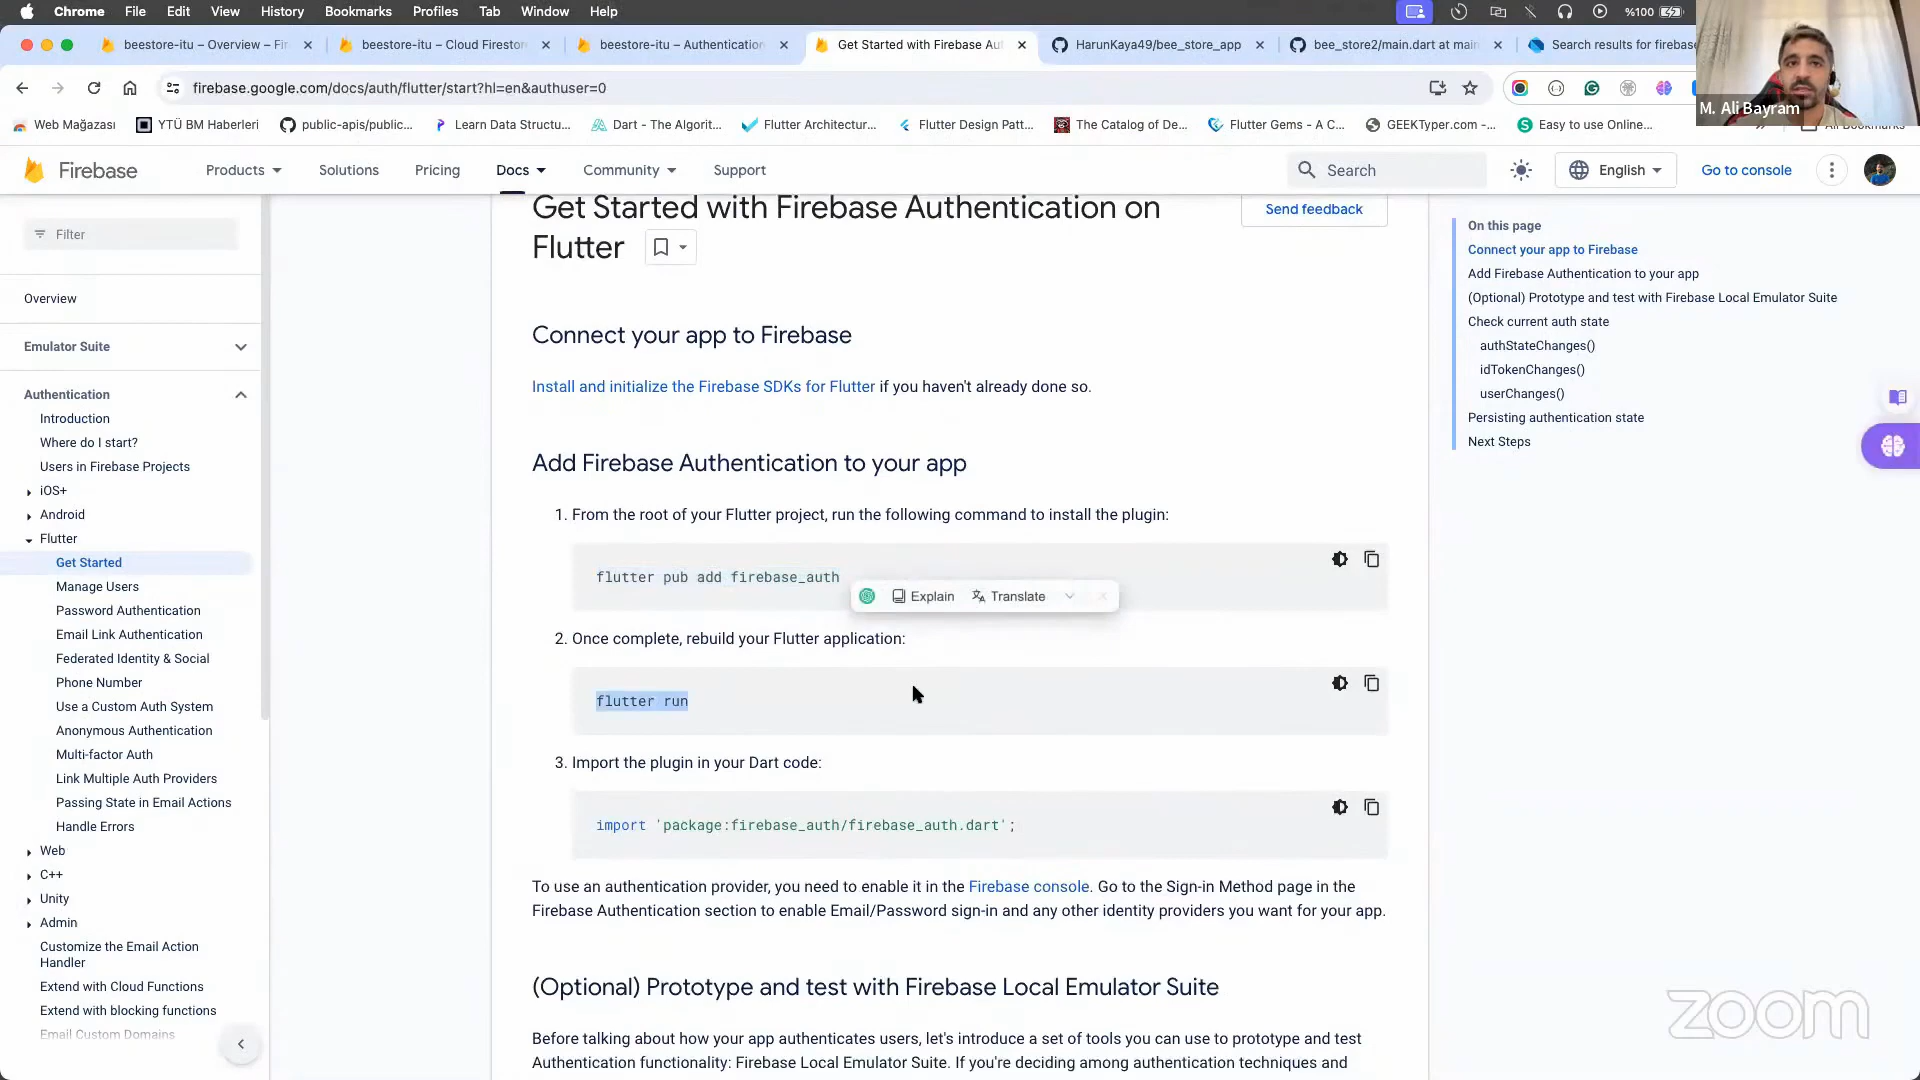 Chrome File Edit View History Bookmarks Profiles Tab Window Help %100
beestore-itu – Overview – Fir
beestore-itu – Cloud Firestor
beestore-itu – Authentication
Get Started with Firebase Aut
HarunKaya49/bee_store_app
bee_store2/main.dart at main
Search results for firebase
firebase.google.com/docs/auth/flutter/start?hl=en&authuser=0
M. Ali Bayram
Web Mağazası
YTÜ BM Haberleri
public-apis/public...
Learn Data Structu...
Dart - The Algorit...
Flutter Architectur...
Flutter Design Patt...
The Catalog of De...
Flutter Gems - A C...
GEEKTyper.com -...
Easy to use Online...
All Bookmarks
Firebase
Products
Solutions
Pricing
Docs
Community
Support
Search
English
Go to console
Filter
Overview
Emulator Suite
Authentication
Introduction
Where do I start?
Users in Firebase Projects
iOS+
Android
Flutter
Get Started
Manage Users
Password Authentication
Email Link Authentication
Federated Identity & Social
Phone Number
Use a Custom Auth System
Anonymous Authentication
Multi-factor Auth
Link Multiple Auth Providers
Passing State in Email Actions
Handle Errors
Web
C++
Unity
Admin
Customize the Email Action
Handler
Extend with Cloud Functions
Extend with blocking functions
Email Custom Domains
Get Started with Firebase Authentication on
Flutter
Send feedback
Connect your app to Firebase
Install and initialize the Firebase SDKs for Flutter if you haven't already done so.
Add Firebase Authentication to your app
1. From the root of your Flutter project, run the following command to install the plugin:
flutter pub add firebase_auth
Explain Translate
2. Once complete, rebuild your Flutter application:
flutter run
3. Import the plugin in your Dart code:
import 'package:firebase_auth/firebase_auth.dart';
To use an authentication provider, you need to enable it in the Firebase console. Go to the Sign-in Method page in the
Firebase Authentication section to enable Email/Password sign-in and any other identity providers you want for your app.
(Optional) Prototype and test with Firebase Local Emulator Suite
Before talking about how your app authenticates users, let's introduce a set of tools you can use to prototype and test
Authentication functionality: Firebase Local Emulator Suite. If you're deciding among authentication techniques and
On this page
Connect your app to Firebase
Add Firebase Authentication to your app
(Optional) Prototype and test with Firebase Local Emulator Suite
Check current auth state
authStateChanges()
idTokenChanges()
userChanges()
Persisting authentication state
Next Steps
zoom